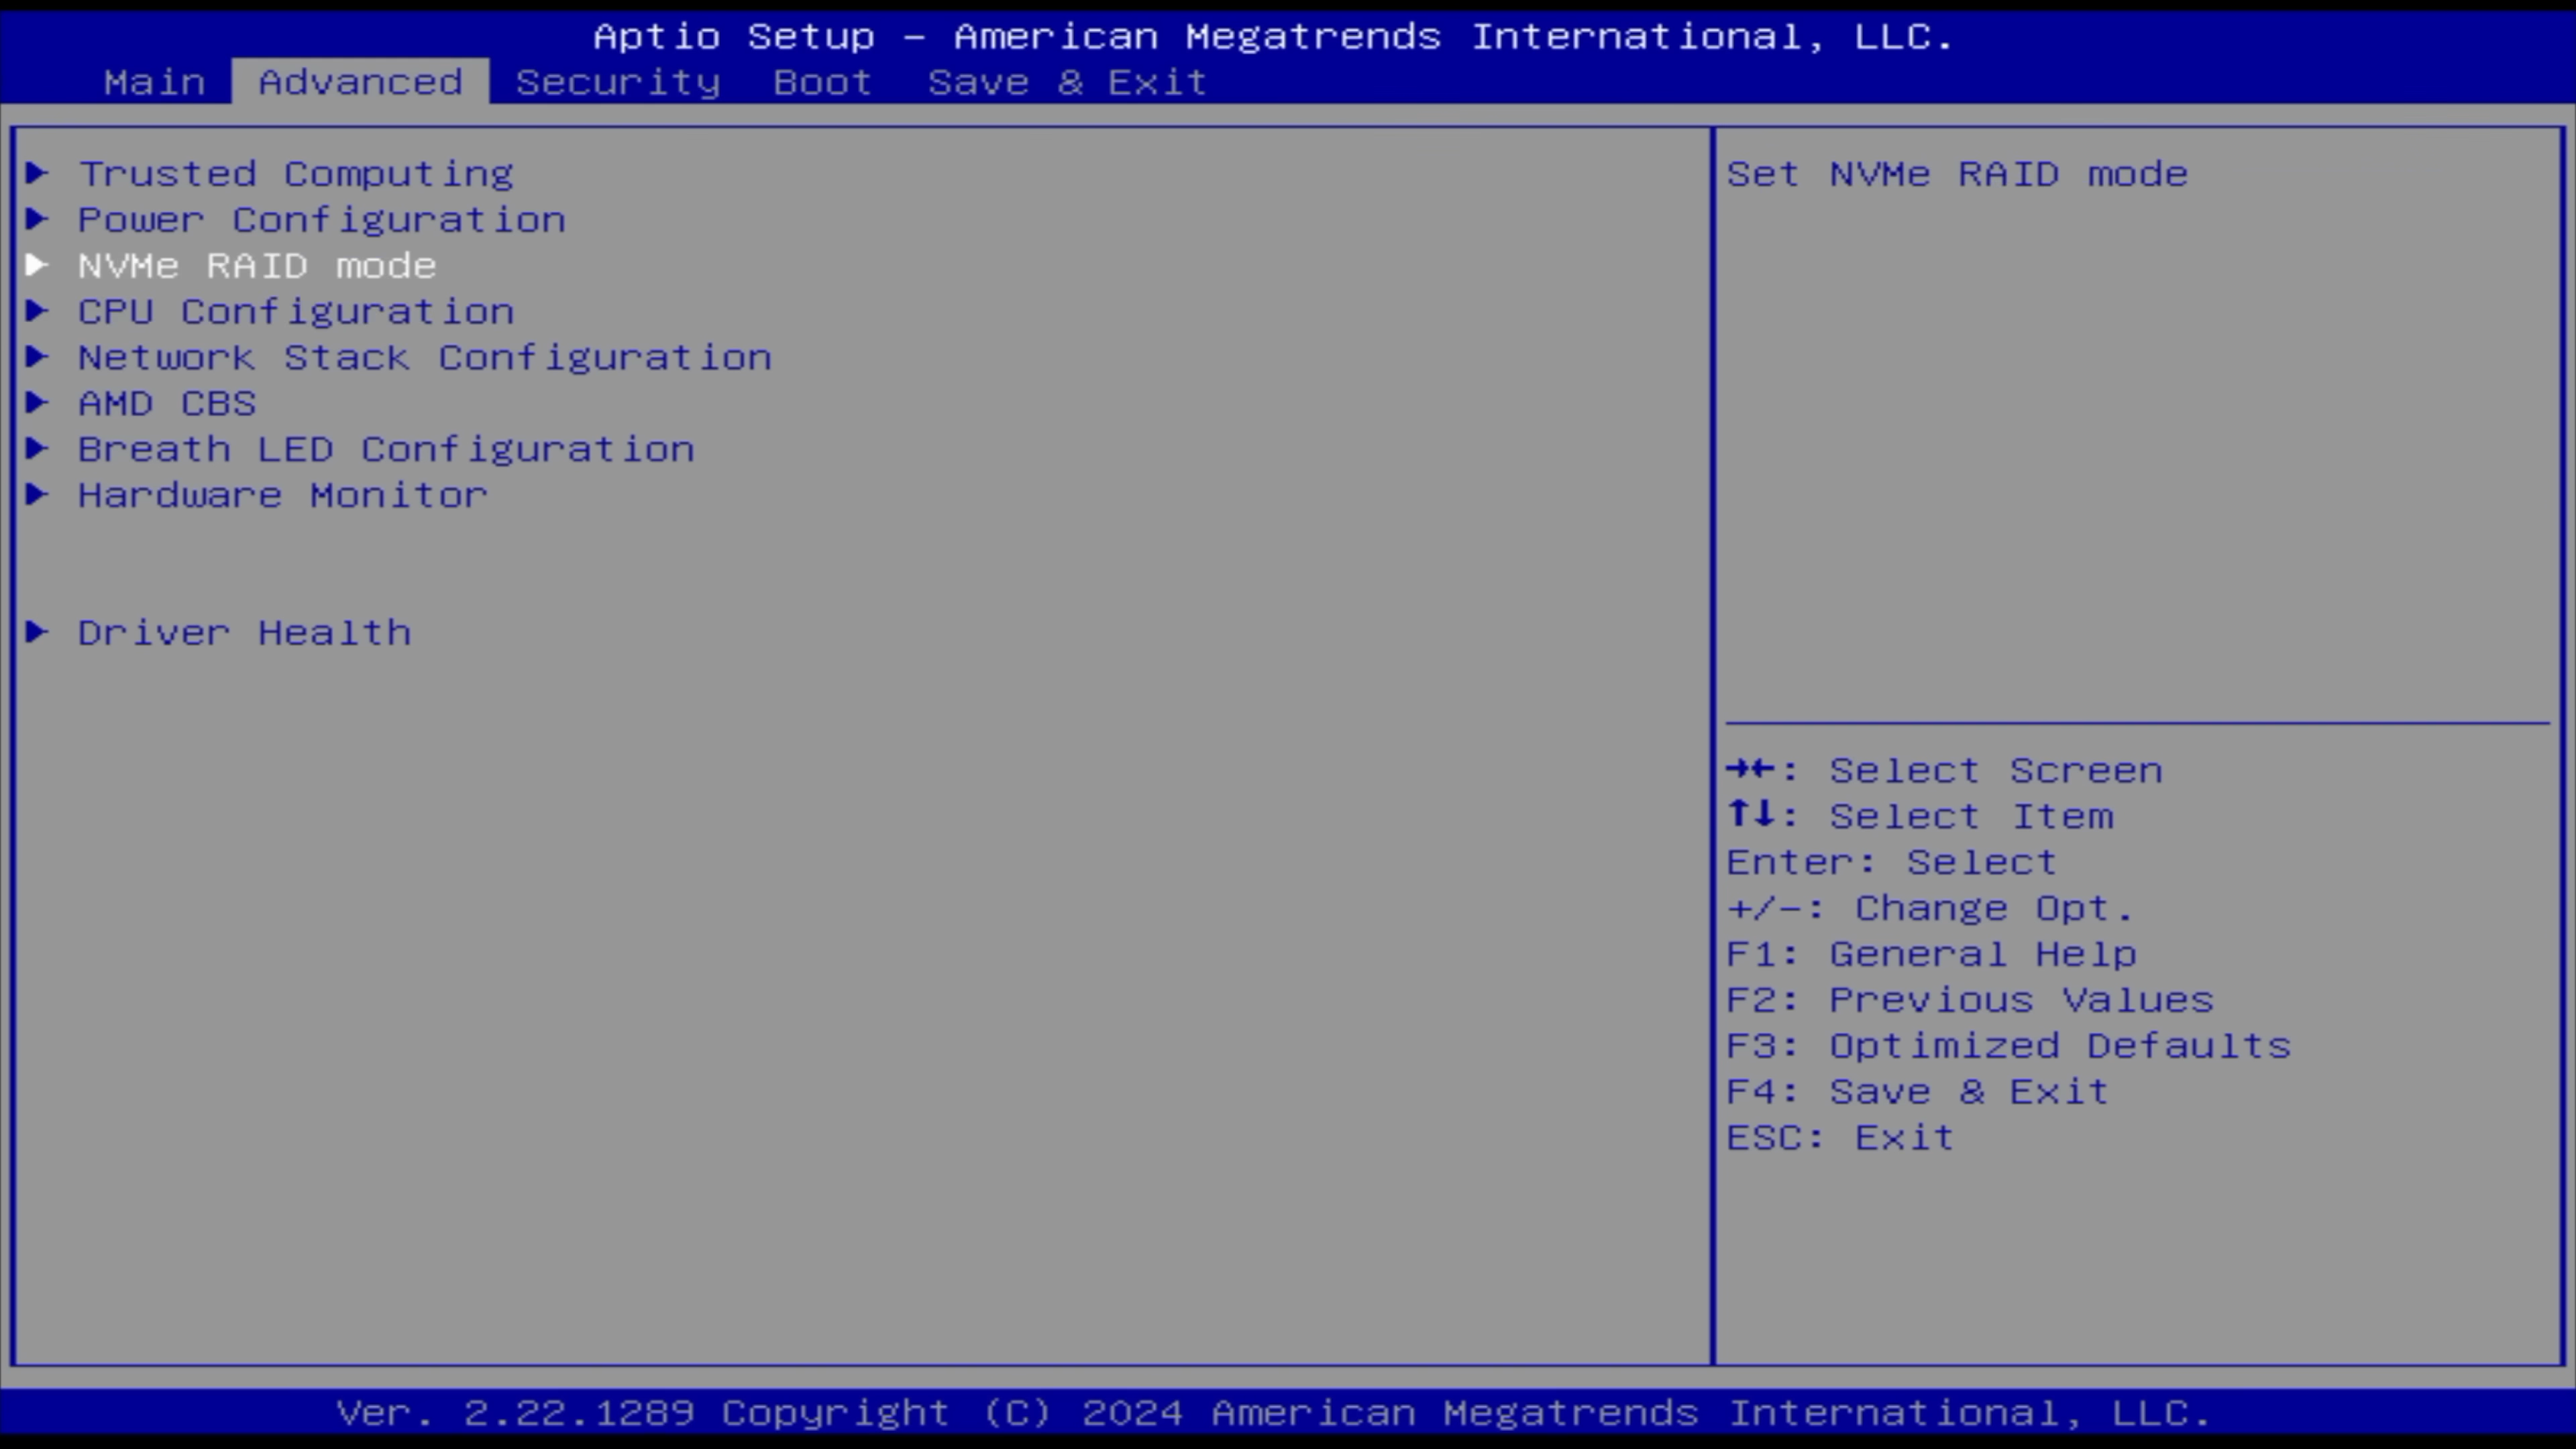 Aptio Setup - American Megatrends International, LLC.
Main Advanced Security Boot Save & Exit
▶ Trusted Computing
▶ Power Configuration
▶ NVMe RAID mode
▶ CPU Configuration
▶ Network Stack Configuration
▶ AMD CBS
▶ Breath LED Configuration
▶ Hardware Monitor
▶ Driver Health
Set NVMe RAID mode
→←: Select Screen
↑↓: Select Item
Enter: Select
+/-: Change Opt.
F1: General Help
F2: Previous Values
F3: Optimized Defaults
F4: Save & Exit
ESC: Exit
Ver. 2.22.1289 Copyright (C) 2024 American Megatrends International, LLC.